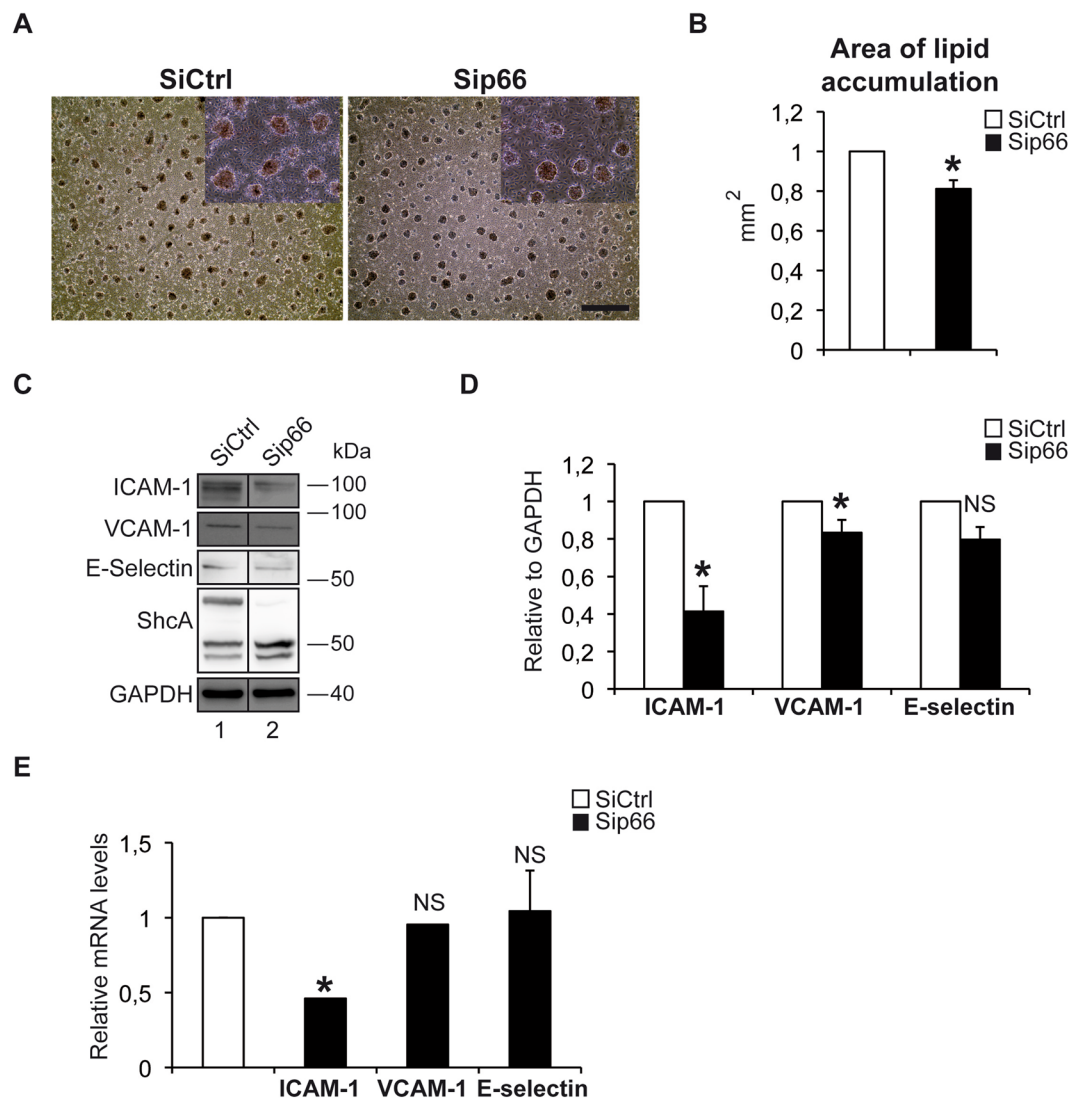 A
SiCtrl
Sip66
B
Area of lipid
accumulation
SiCtrl
Sip66
mm2
1,2
1
0,8
0,6
0,4
0,2
0
*
C
SiCtrl
Sip66
kDa
ICAM-1
100
100
VCAM-1
E-Selectin
50
ShcA
50
GAPDH
40
1
2
D
SiCtrl
Sip66
Relative to GAPDH
1,2
1
0,8
0,6
0,4
0,2
0
*
*
NS
ICAM-1
VCAM-1
E-selectin
E
SiCtrl
Sip66
Relative mRNA levels
1,5
1
0,5
0
*
NS
NS
ICAM-1
VCAM-1
E-selectin